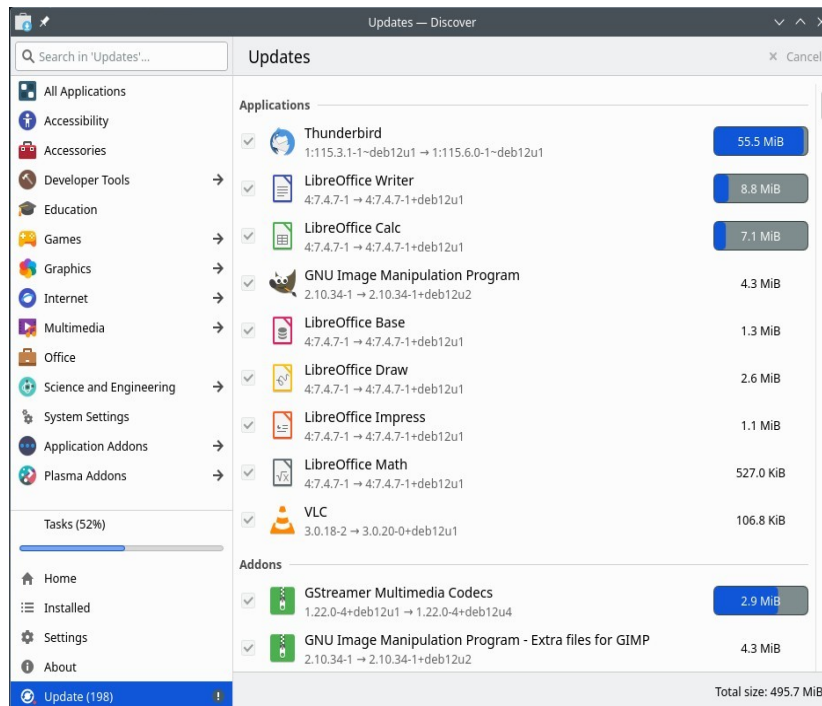 Updates — Discover
Search in 'Updates'...
All Applications
Accessibility
Accessories
Developer Tools
Education
Games
Graphics
Internet
Multimedia
Office
Science and Engineering
System Settings
Application Addons
Plasma Addons
Tasks (52%)
Home
Installed
Settings
About
Update (198)
Updates
Cancel
Applications
Thunderbird
1:115.3.1-1~deb12u1 → 1:115.6.0-1~deb12u1
55.5 MiB
LibreOffice Writer
4:7.4.7-1 → 4:7.4.7-1+deb12u1
8.8 MiB
LibreOffice Calc
4:7.4.7-1 → 4:7.4.7-1+deb12u1
7.1 MiB
GNU Image Manipulation Program
2.10.34-1 → 2.10.34-1+deb12u2
4.3 MiB
LibreOffice Base
4:7.4.7-1 → 4:7.4.7-1+deb12u1
1.3 MiB
LibreOffice Draw
4:7.4.7-1 → 4:7.4.7-1+deb12u1
2.6 MiB
LibreOffice Impress
4:7.4.7-1 → 4:7.4.7-1+deb12u1
1.1 MiB
LibreOffice Math
4:7.4.7-1 → 4:7.4.7-1+deb12u1
527.0 KiB
VLC
3.0.18-2 → 3.0.20-0+deb12u1
106.8 KiB
Addons
GStreamer Multimedia Codecs
1.22.0-4+deb12u1 → 1.22.0-4+deb12u4
2.9 MiB
GNU Image Manipulation Program - Extra files for GIMP
2.10.34-1 → 2.10.34-1+deb12u2
4.3 MiB
Total size: 495.7 MiB